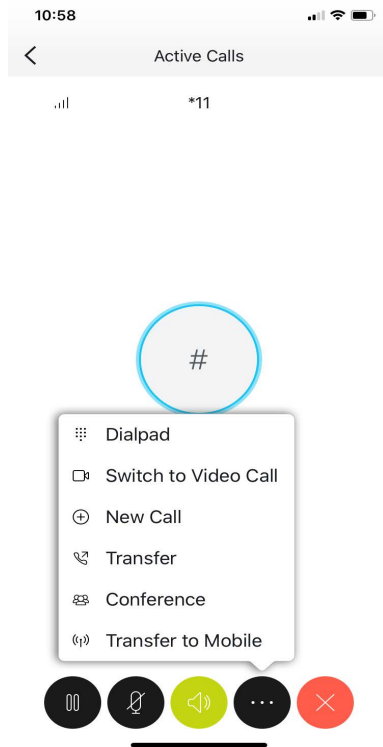 10:58
Active Calls
*11
#
Dialpad
Switch to Video Call
New Call
Transfer
Conference
Transfer to Mobile